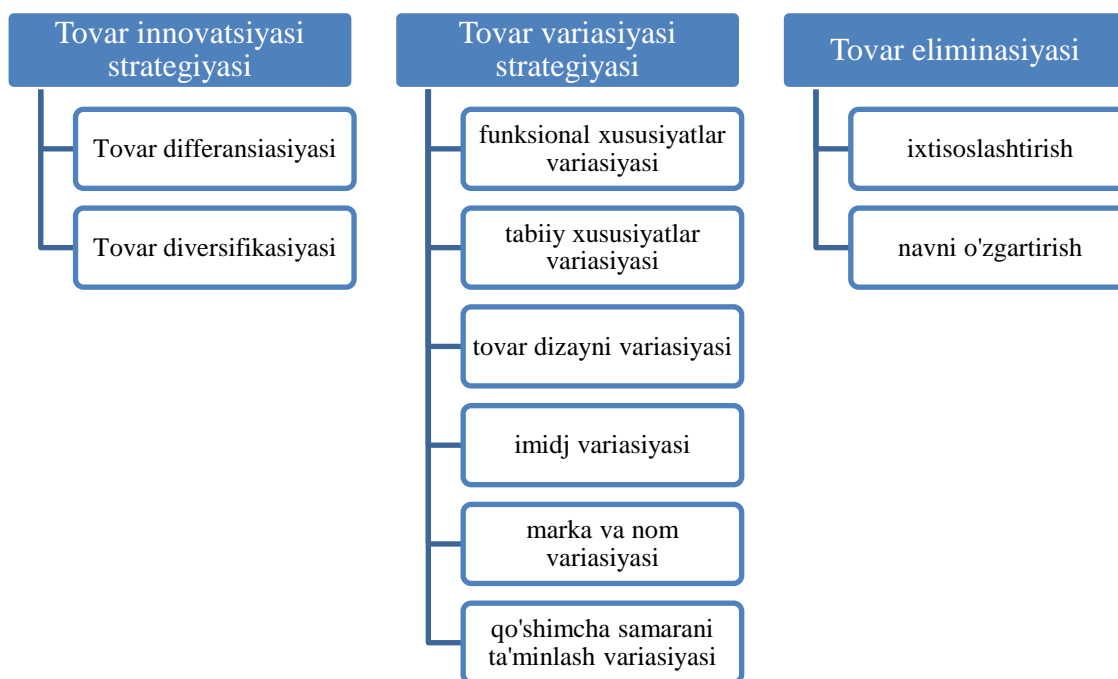 Tovar innovatsiyasi
strategiyasi
Tovar differansiasiyasi
Tovar diversifikasiyasi
Tovar variasiyasi
strategiyasi
funksional xususiyatlar
variasiyasi
tabiiy xususiyatlar
variasiyasi
tovar dizayni variasiyasi
imidj variasiyasi
marka va nom
variasiyasi
qo'shimcha samarani
ta'minlash variasiyasi
Tovar eliminasiyasi
ixtisoslashtirish
navni o'zgartirish